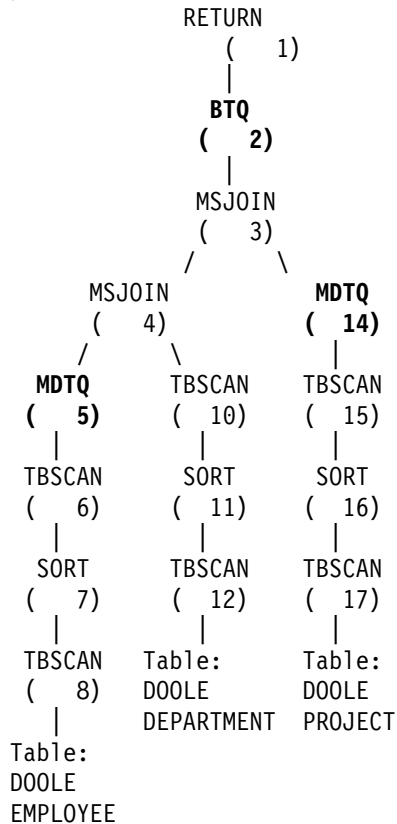 RETURN
( 1)
|
BTQ
( 2)
|
MSJOIN
( 3)
/ \
MSJOIN MDTQ
( 4) ( 14)
/ \ |
MDTQ TBSCAN TBSCAN
( 5) ( 10) ( 15)
| | |
TBSCAN SORT SORT
( 6) ( 11) ( 16)
| | |
SORT TBSCAN TBSCAN
( 7) ( 12) ( 17)
| | |
TBSCAN Table: Table:
( 8) DOOLE DOOLE
| DEPARTMENT PROJECT
Table:
DOOLE
EMPLOYEE